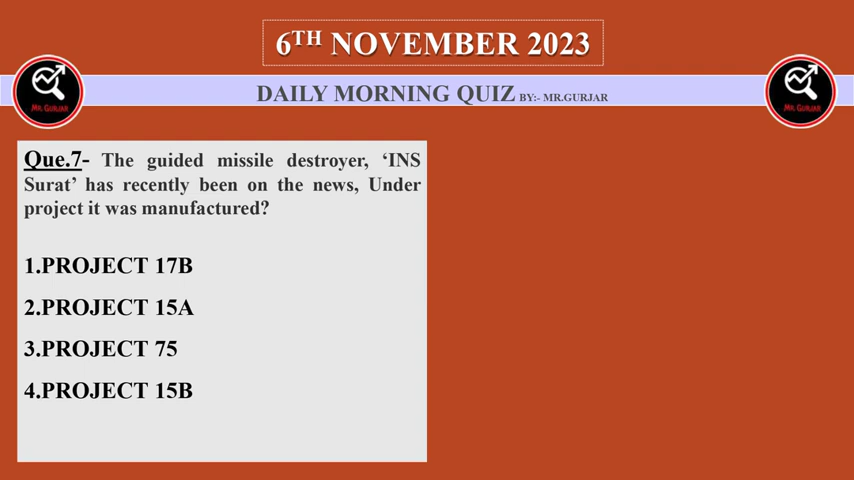 6TH NOVEMBER 2023
DAILY MORNING QUIZ BY:- MR.GURJAR
MR.GURJAR
MR.GURJAR
Que.7- The guided missile destroyer, ‘INS
Surat’ has recently been on the news, Under
project it was manufactured?
1.PROJECT 17B
2.PROJECT 15A
3.PROJECT 75
4.PROJECT 15B